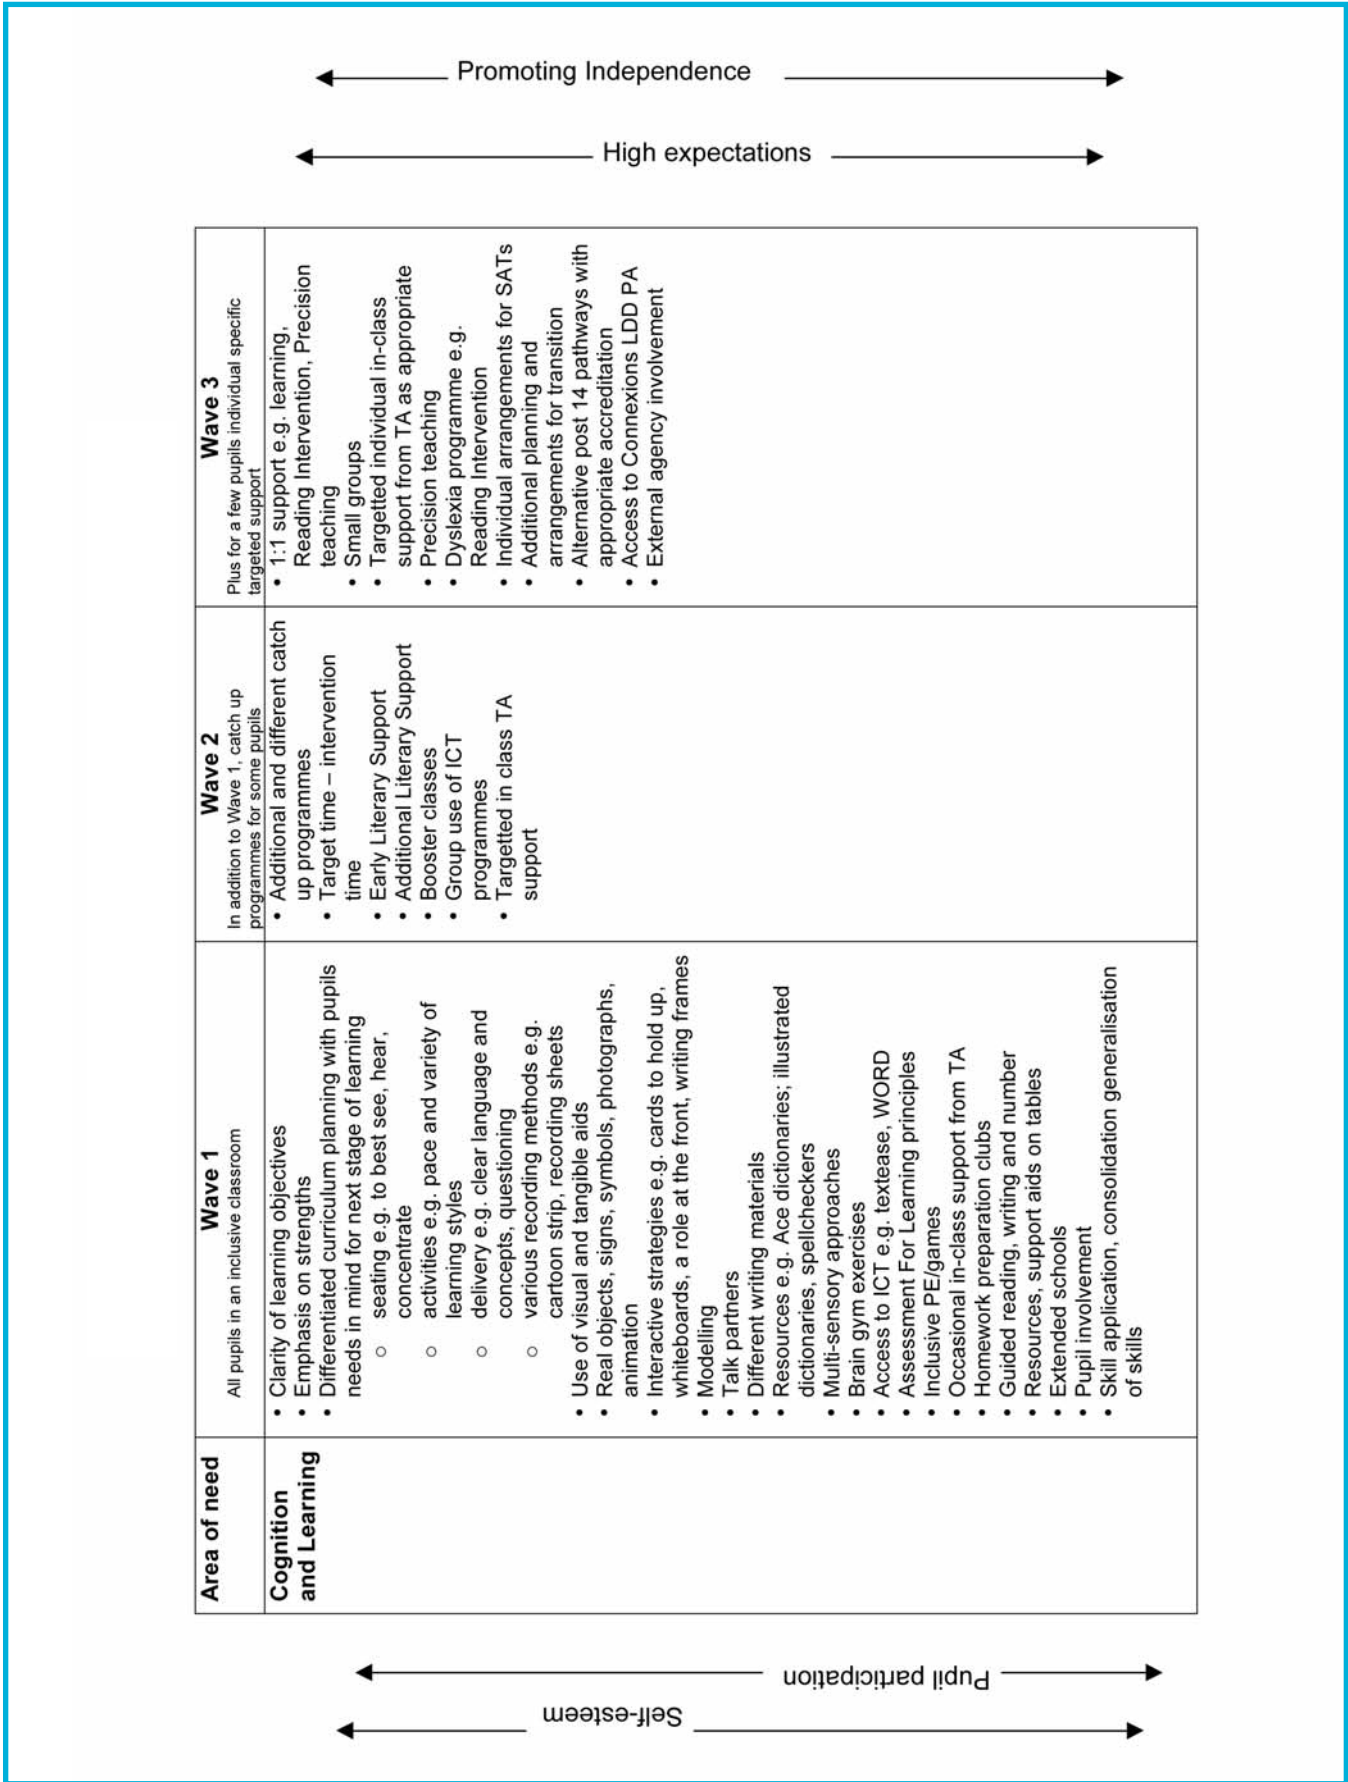 Promoting Independence
High expectations
Area of need
Wave 1
All pupils in an inclusive classroom
Wave 2
In addition to Wave 1, catch up
programmes for some pupils
Wave 3
Plus for a few pupils individual specific
targeted support
Cognition
and Learning
• Clarity of learning objectives
• Emphasis on strengths
• Differentiated curriculum planning with pupils
needs in mind for next stage of learning
○ seating e.g. to best see, hear,
concentrate
○ activities e.g. pace and variety of
learning styles
○ delivery e.g. clear language and
concepts, questioning
○ various recording methods e.g.
cartoon strip, recording sheets
• Use of visual and tangible aids
• Real objects, signs, symbols, photographs,
animation
• Interactive strategies e.g. cards to hold up,
whiteboards, a role at the front, writing frames
• Modelling
• Talk partners
• Different writing materials
• Resources e.g. Ace dictionaries; illustrated
dictionaries, spellcheckers
• Multi-sensory approaches
• Brain gym exercises
• Access to ICT e.g. textease, WORD
• Assessment For Learning principles
• Inclusive PE/games
• Occasional in-class support from TA
• Homework preparation clubs
• Guided reading, writing and number
• Resources, support aids on tables
• Extended schools
• Pupil involvement
• Skill application, consolidation generalisation
of skills
• Additional and different catch
up programmes
• Target time – intervention
time
• Early Literary Support
• Additional Literary Support
• Booster classes
• Group use of ICT
programmes
• Targetted in class TA
support
• 1:1 support e.g. learning,
Reading Intervention, Precision
teaching
• Small groups
• Targetted individual in-class
support from TA as appropriate
• Precision teaching
• Dyslexia programme e.g.
Reading Intervention
• Individual arrangements for SATs
• Additional planning and
arrangements for transition
• Alternative post 14 pathways with
appropriate accreditation
• Access to Connexions LDD PA
• External agency involvement
Pupil participation
Self-esteem